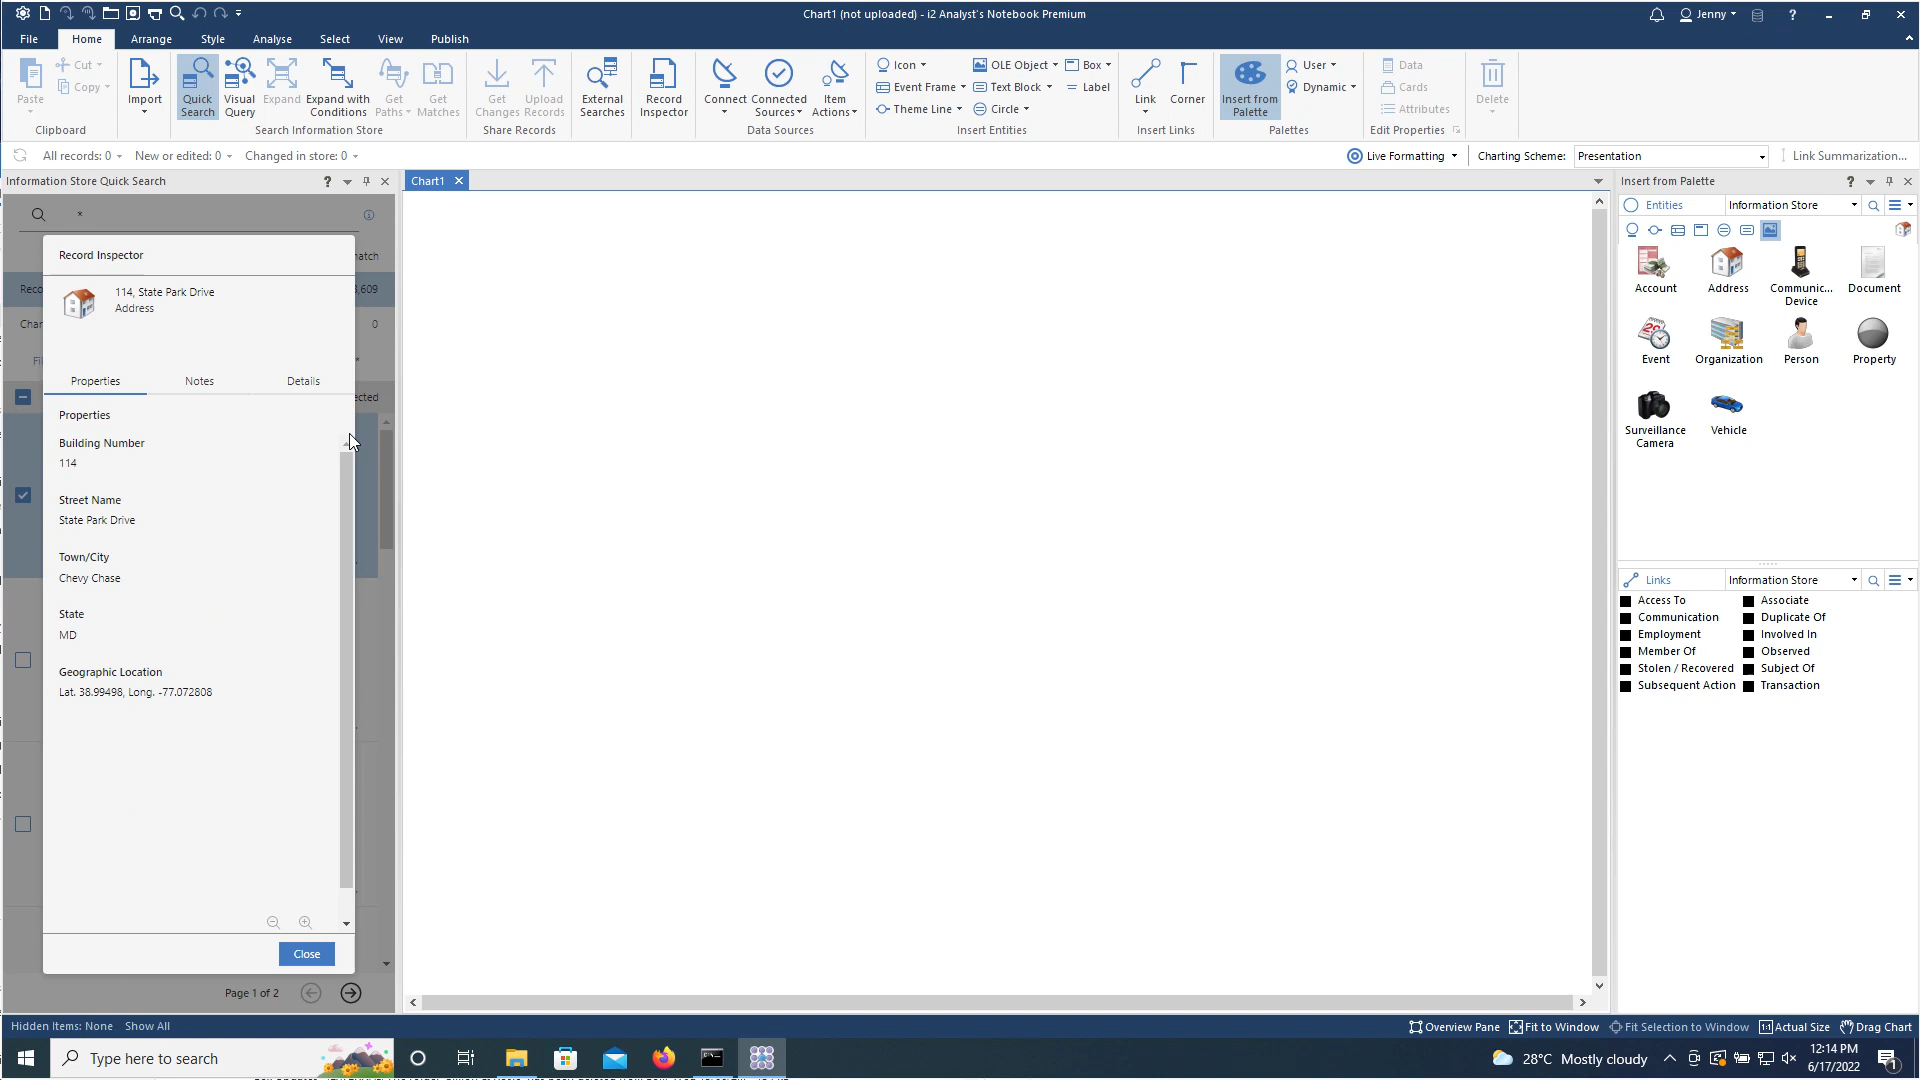 Chart1 (not uploaded) - i2 Analyst's Notebook Premium
Jenny
File Home Arrange Style Analyse Select View Publish
Paste
Cut
Copy
Clipboard
Import
Quick Search
Visual Query
Expand
Expand with Conditions
Get Paths
Get Matches
Search Information Store
Get Changes
Upload Records
Share Records
External Searches
Record Inspector
Connect
Connected Sources
Item Actions
Data Sources
Icon
Event Frame
Theme Line
OLE Object
Text Block
Circle
Box
Label
Insert Entities
Link
Corner
Insert Links
Insert from Palette
User
Dynamic
Palettes
Data
Cards
Attributes
Edit Properties
Delete
All records: 0 New or edited: 0 Changed in store: 0
Live Formatting
Charting Scheme: Presentation
Link Summarization...
Information Store Quick Search
*
Record Inspector
114, State Park Drive
Address
Properties Notes Details
Properties
Building Number
114
Street Name
State Park Drive
Town/City
Chevy Chase
State
MD
Geographic Location
Lat. 38.99498, Long. -77.072808
Close
Page 1 of 2
Chart1
Insert from Palette
Entities Information Store
Account
Address
Communic... Device
Document
Event
Organization
Person
Property
Surveillance Camera
Vehicle
Links Information Store
Access To Associate
Communication Duplicate Of
Employment Involved In
Member Of Observed
Stolen / Recovered Subject Of
Subsequent Action Transaction
Hidden Items: None Show All
Overview Pane Fit to Window Fit Selection to Window 1:1 Actual Size Drag Chart
Type here to search
28°C Mostly cloudy
12:14 PM
6/17/2022
1